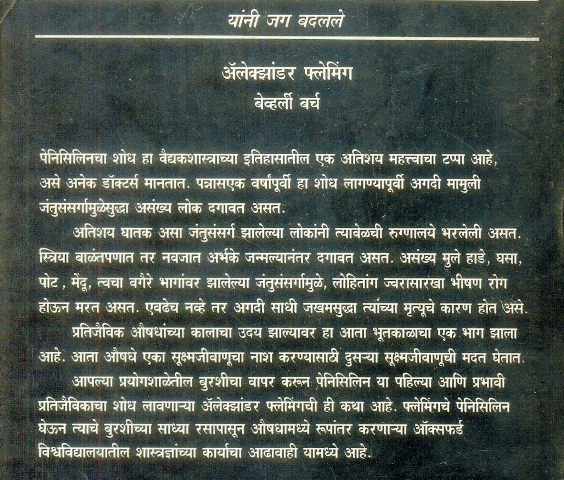 यांनी जग बदलले
ॲलेक्झांडर फ्लेमिंग
बेव्हर्ली बर्च
पेनिसिलिनचा शोध हा वैद्यकशास्त्राच्या इतिहासातील एक अतिशय महत्त्वाचा टप्पा आहे,
असे अनेक डॉक्टर्स मानतात. पन्नासएक वर्षांपूर्वी हा शोध लागण्यापूर्वी अगदी मामुली
जंतुसंसर्गामुळेसुद्धा असंख्य लोक दगावत असत.
अतिशय घातक असा जंतुसंसर्ग झालेल्या लोकांनी त्यावेळची रुग्णालये भरलेली असत.
स्त्रिया बाळंतपणात तर नवजात अर्भके जन्मल्यानंतर दगावत असत. असंख्य मुले हाडे, घसा,
पोट, मेंदू, त्वचा वगैरे भागांवर झालेल्या जंतुसंसर्गामुळे, लोहितांग ज्वरासारखा भीषण रोग
होऊन मरत असत. एवढेच नव्हे तर अगदी साधी जखमसुद्धा त्यांच्या मृत्यूचे कारण होत असे.
प्रतिजैविक औषधांच्या कालाचा उदय झाल्यावर हा आता भूतकाळाचा एक भाग झाला
आहे. आता औषधे एका सूक्ष्मजीवाणूचा नाश करण्यासाठी दुसऱ्या सूक्ष्मजीवाणूची मदत घेतात.
आपल्या प्रयोगशाळेतील बुरशीचा वापर करून पेनिसिलिन या पहिल्या आणि प्रभावी
प्रतिजैविकाचा शोध लावणाऱ्या ॲलेक्झांडर फ्लेमिंगची ही कथा आहे. फ्लेमिंगचे पेनिसिलिन
घेऊन त्याचे बुरशीच्या साध्या रसापासून औषधामध्ये रूपांतर करणाऱ्या ऑक्सफर्ड
विश्वविद्यालयातील शास्त्रज्ञांच्या कार्याचा आढावाही यामध्ये आहे.